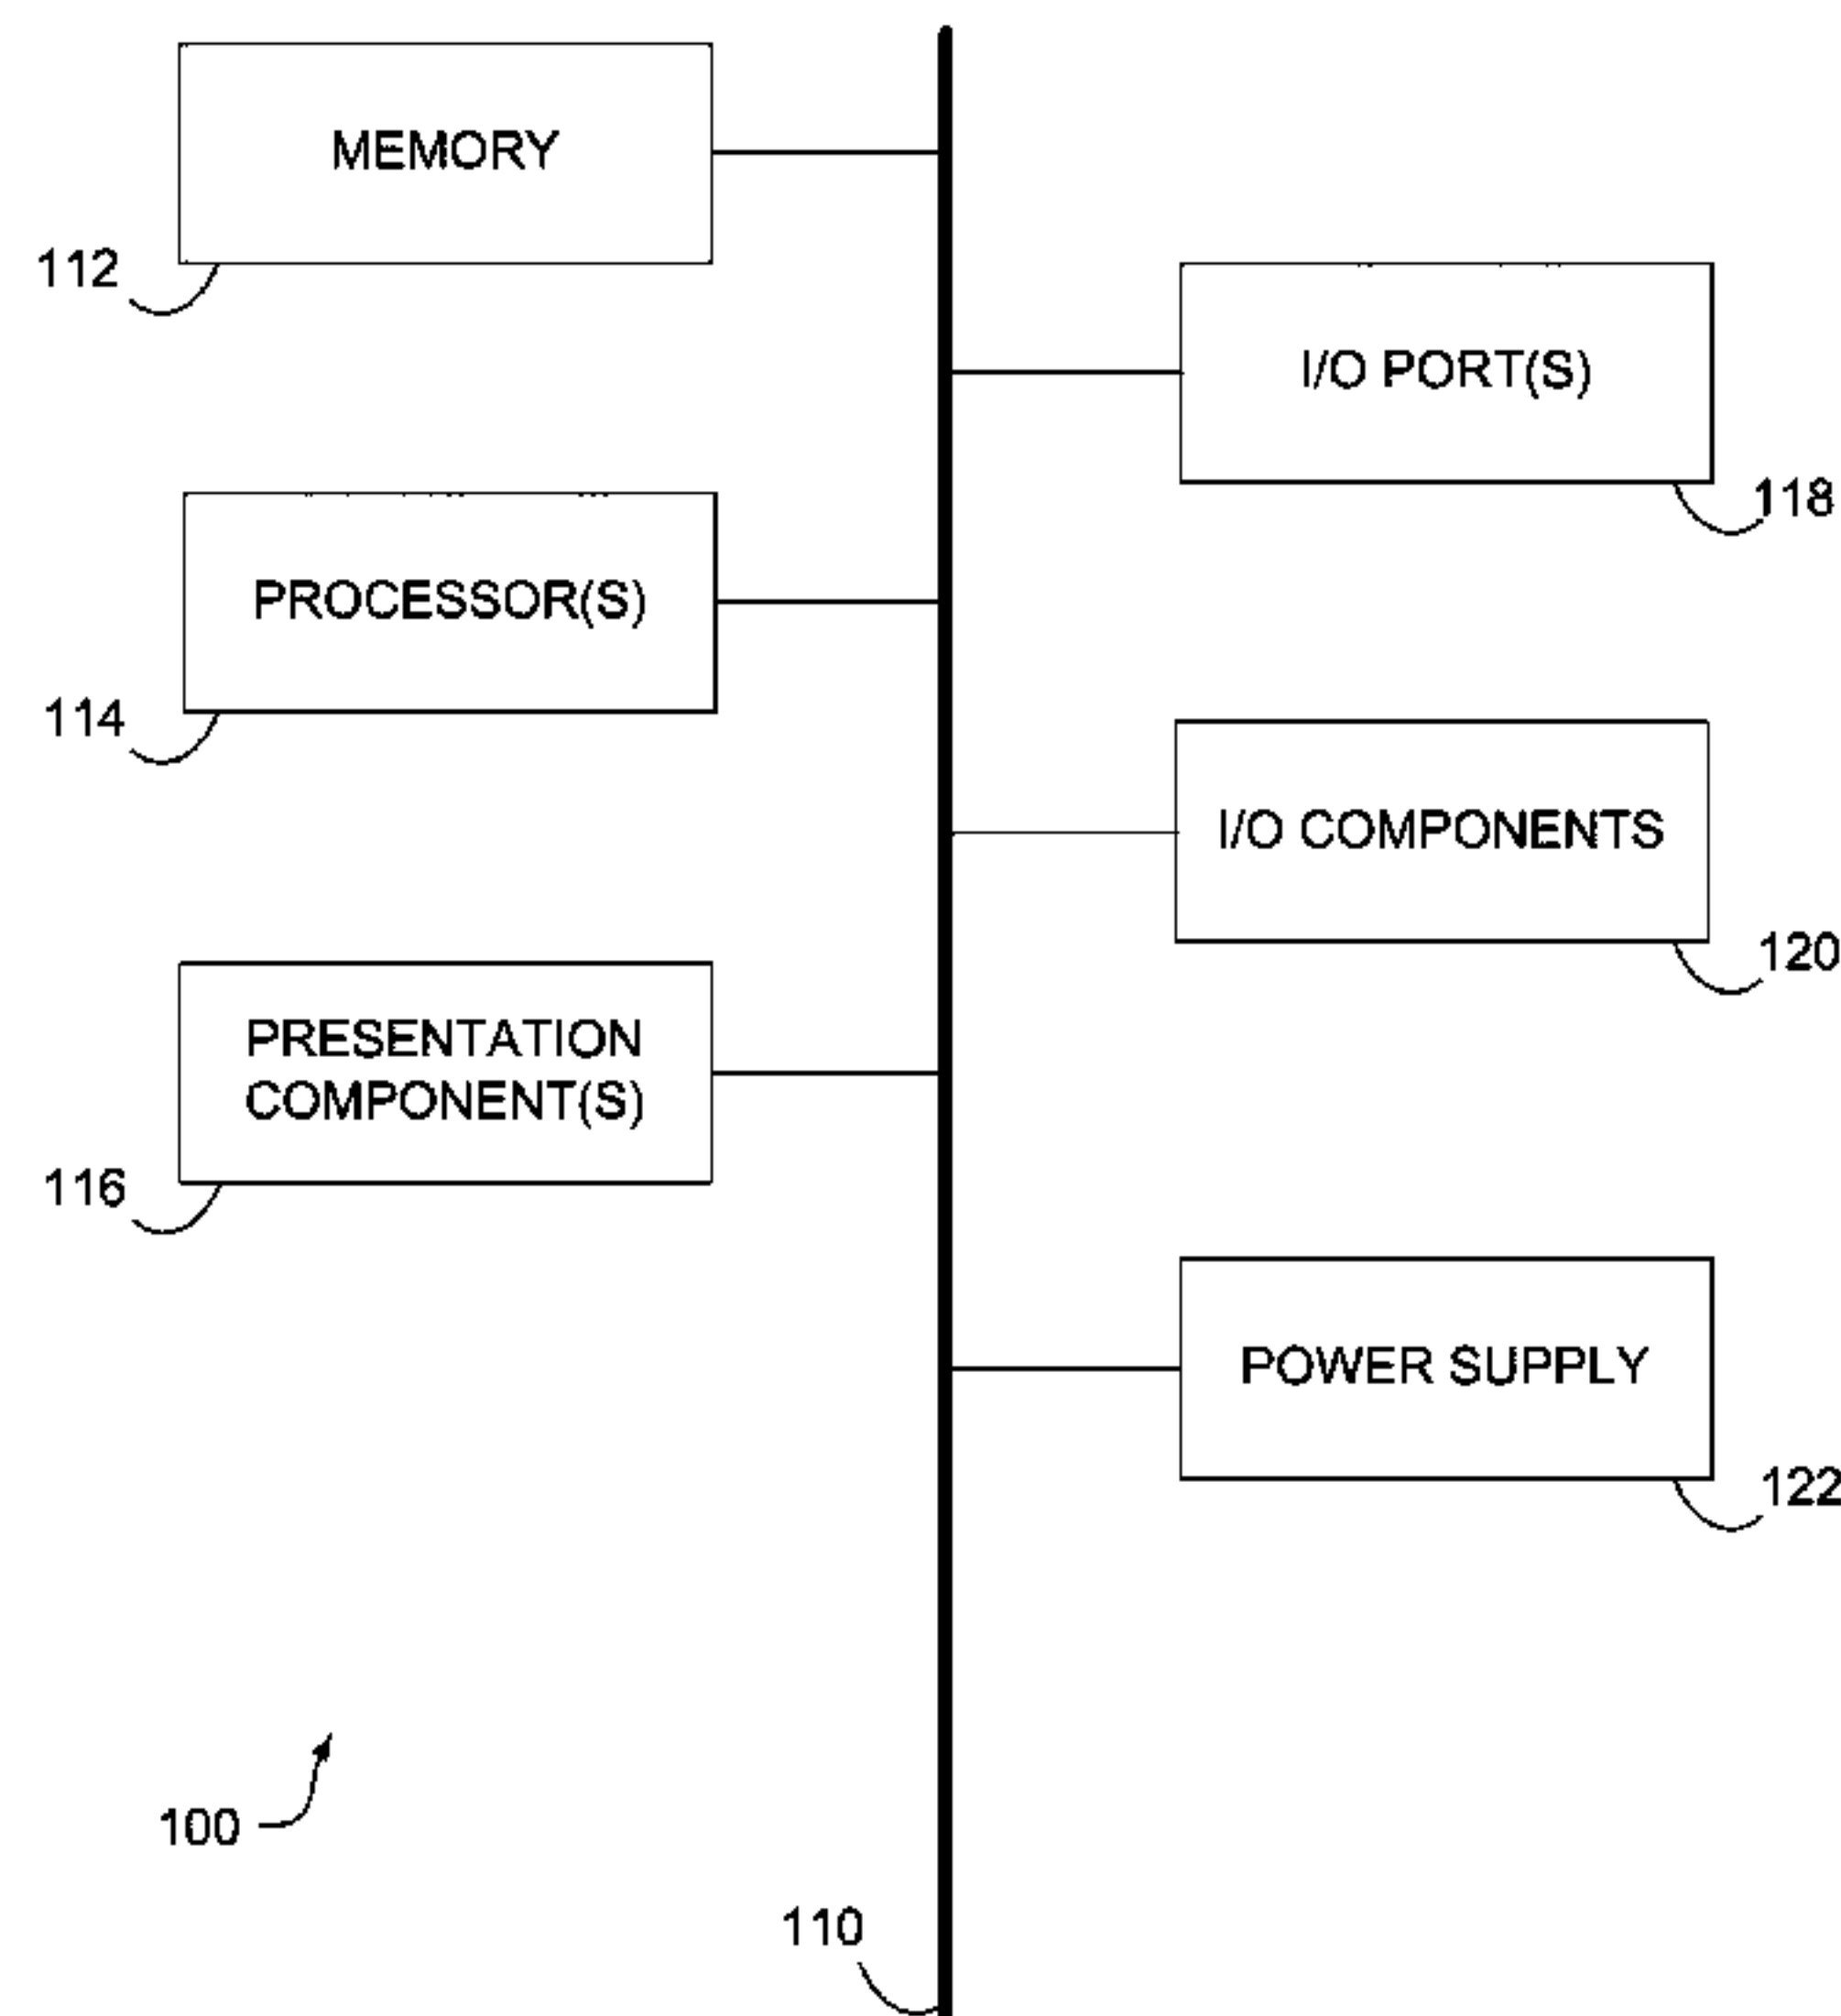 MEMORY
112
I/O PORT(S)
118
PROCESSOR(S)
114
I/O COMPONENTS
120
PRESENTATION
COMPONENT(S)
116
POWER SUPPLY
122
100
110